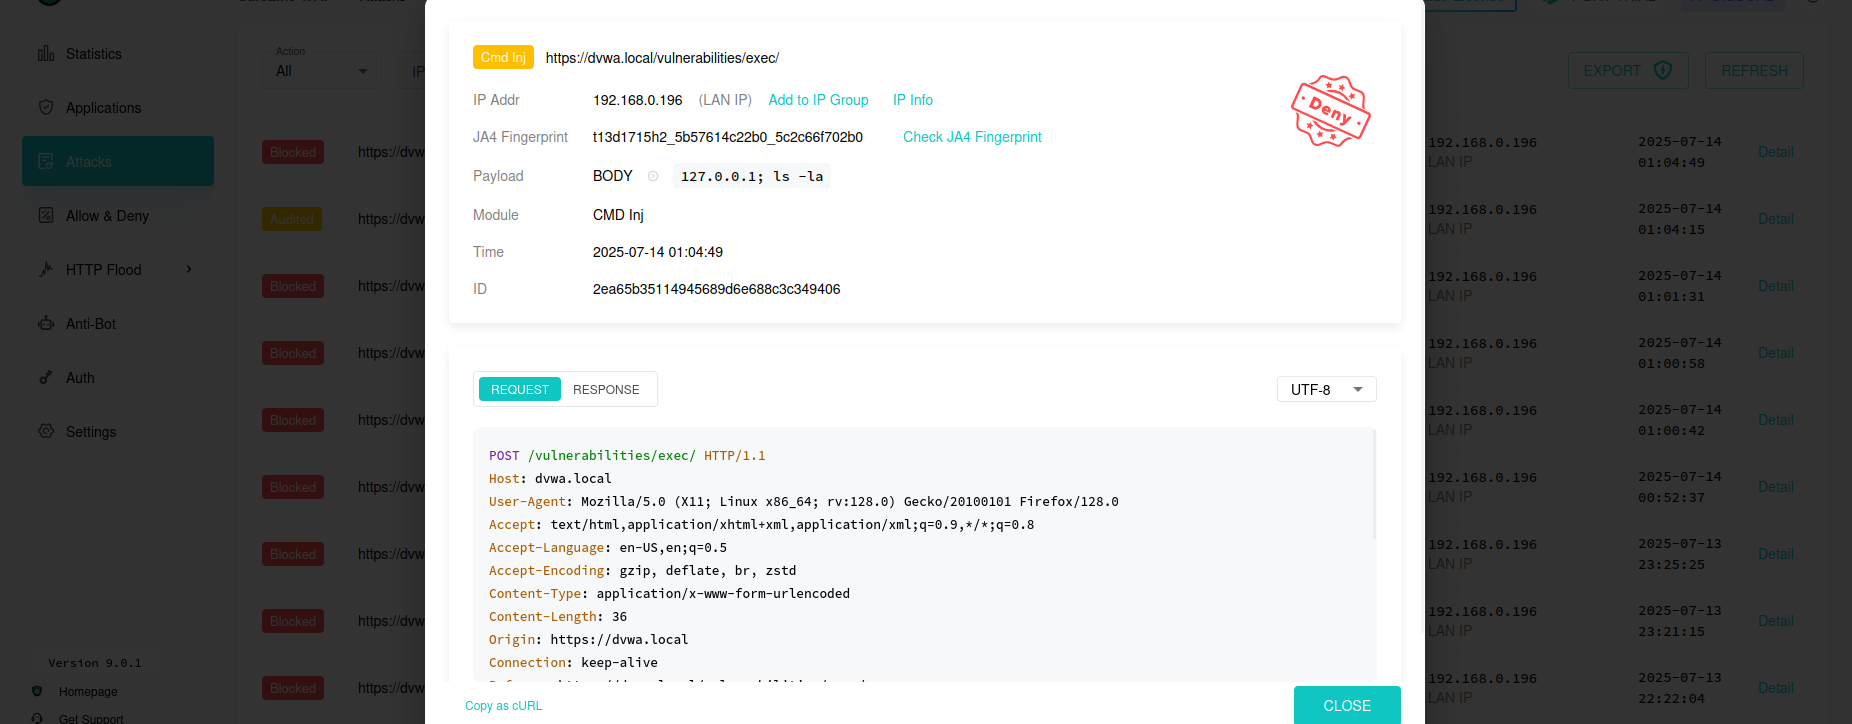 Statistics
Applications
Attacks
Allow & Deny
HTTP Flood
Anti-Bot
Auth
Settings
Version 9.0.1
Homepage
Get Support
Action
All
IP
EXPORT
REFRESH
Blocked https://dvw
Audited https://dvw
Blocked https://dvw
Blocked https://dvw
Blocked https://dvw
Blocked https://dvw
Blocked https://dvw
Blocked https://dvw
Blocked https://dvw
Cmd Inj https://dvwa.local/vulnerabilities/exec/
IP Addr 192.168.0.196 (LAN IP) Add to IP Group IP Info
JA4 Fingerprint t13d1715h2_5b57614c22b0_5c2c66f702b0 Check JA4 Fingerprint
Payload BODY 127.0.0.1; ls -la
Module CMD Inj
Time 2025-07-14 01:04:49
ID 2ea65b35114945689d6e688c3c349406
Deny
REQUEST RESPONSE
UTF-8
POST /vulnerabilities/exec/ HTTP/1.1
Host: dvwa.local
User-Agent: Mozilla/5.0 (X11; Linux x86_64; rv:128.0) Gecko/20100101 Firefox/128.0
Accept: text/html,application/xhtml+xml,application/xml;q=0.9,*/*;q=0.8
Accept-Language: en-US,en;q=0.5
Accept-Encoding: gzip, deflate, br, zstd
Content-Type: application/x-www-form-urlencoded
Content-Length: 36
Origin: https://dvwa.local
Connection: keep-alive
Copy as cURL
CLOSE
192.168.0.196 2025-07-14
LAN IP 01:04:49 Detail
192.168.0.196 2025-07-14
LAN IP 01:04:15 Detail
192.168.0.196 2025-07-14
LAN IP 01:01:31 Detail
192.168.0.196 2025-07-14
LAN IP 01:00:58 Detail
192.168.0.196 2025-07-14
LAN IP 01:00:42 Detail
192.168.0.196 2025-07-14
LAN IP 00:52:37 Detail
192.168.0.196 2025-07-13
LAN IP 23:25:25 Detail
192.168.0.196 2025-07-13
LAN IP 23:21:15 Detail
192.168.0.196 2025-07-13
LAN IP 22:22:04 Detail